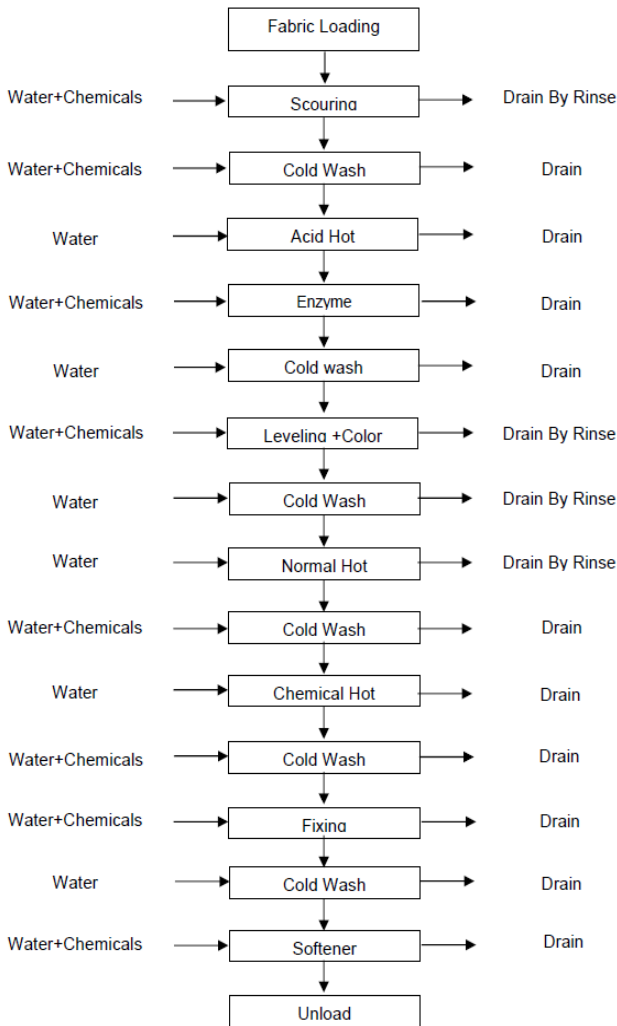 Fabric Loading
Water+Chemicals Scouring Drain By Rinse
Water+Chemicals Cold Wash Drain
Water Acid Hot Drain
Water+Chemicals Enzyme Drain
Water Cold wash Drain
Water+Chemicals Leveling +Color Drain By Rinse
Water Cold Wash Drain By Rinse
Water Normal Hot Drain By Rinse
Water+Chemicals Cold Wash Drain
Water Chemical Hot Drain
Water+Chemicals Cold Wash Drain
Water+Chemicals Fixing Drain
Water Cold Wash Drain
Water+Chemicals Softener Drain
Unload